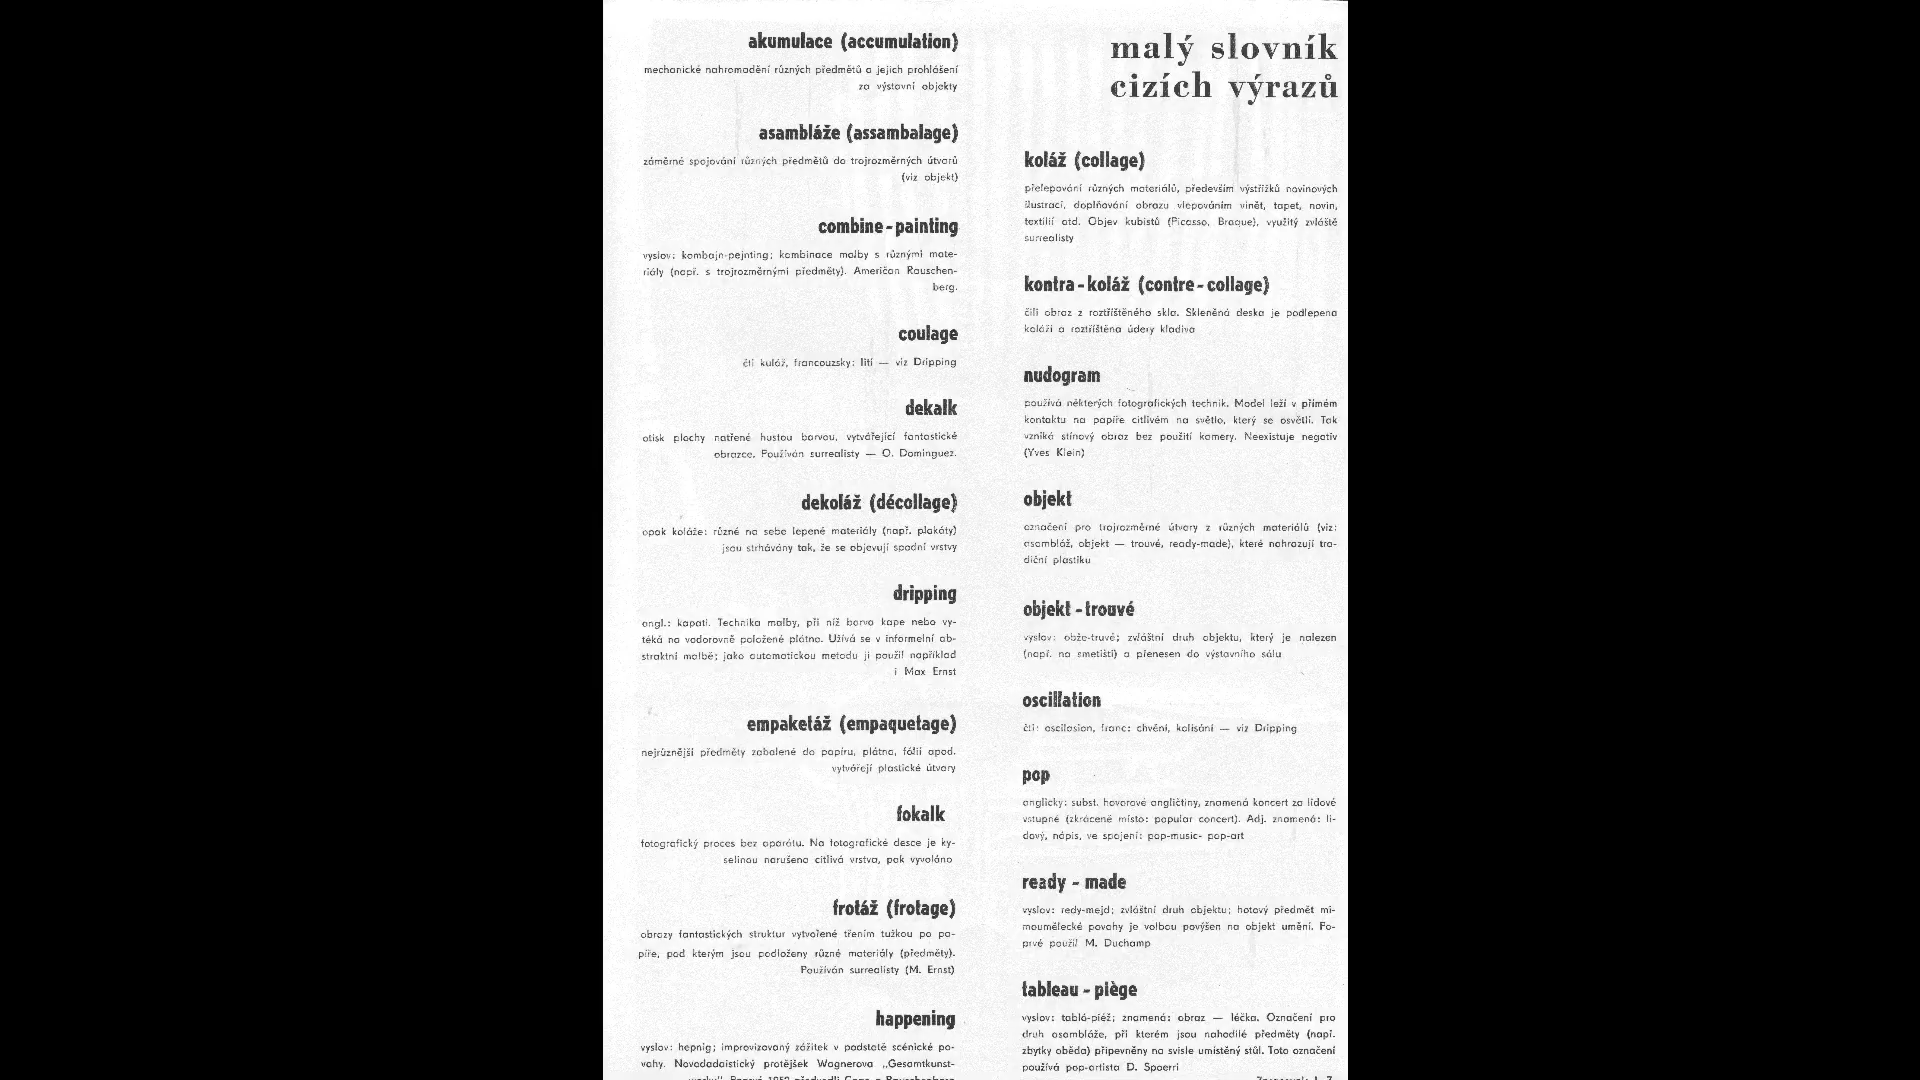 akumulace (accumulation)
mechanické nahromadění různých předmětů a jejich prohlášení
za výstavní objekty
asambláže (assambalage)
záměrné spojování různých předmětů do trojrozměrných útvarů
(viz objekt)
combine-painting
vyslov: kombajn-pejnting; kombinace malby s různými mate-
riály (např. s trojrozměrnými předměty). Američan Rauschen-
berg.
coulage
čti kuláž, francouzsky: lití — viz Dripping
dekalk
otisk plochy natřené hustou barvou, vytvářející fantastické
obrazce. Používán surrealisty — O. Dominguez.
dekoláž (décollage)
opak koláže: různé na sebe lepené materiály (např. plakáty)
jsou strhávány tak, že se objevují spodní vrstvy
dripping
angl.: kapati. Technika malby, při níž barva kape nebo vy-
téká na vodorovně položené plátno. Užívá se v informelní ab-
straktní malbě; jako automatickou metodu ji použil například
i Max Ernst
empaketáž (empaquetage)
nejrůznější předměty zabalené do papíru, plátna, fólií apod.
vytvářejí plastické útvary
fokalk
fotografický proces bez aparátu. Na fotografické desce je ky-
selinou narušena citlivá vrstva, pak vyvoláno
frotáž (frotage)
obrazy fantastických struktur vytvořené třením tužkou po pa-
píře, pod kterým jsou podloženy různé materiály (předměty).
Používán surrealisty (M. Ernst)
happening
vyslov: hepnig; improvizovaný zážitek v podstatě scénické po-
vahy. Novodadaistický protějšek Wagnerova „Gesamtkunst-
malý slovník
cizích výrazů
koláž (collage)
přelepování různých materiálů, především výstřižků novinových
ilustrací, doplňování obrazu vlepováním vinět, tapet, novin,
textilií atd. Objev kubistů (Picasso, Braque), využitý zvláště
surrealisty
kontra-koláž (contre-collage)
čili obraz z roztříštěného skla. Skleněná deska je podlepena
koláží a roztříštěna údery kladiva
nudogram
používá některých fotografických technik. Model leží v přímém
kontaktu na papíře citlivém na světlo, který se osvětlí. Tak
vzniká stínový obraz bez použití kamery. Neexistuje negativ
(Yves Klein)
objekt
označení pro trojrozměrné útvary z různých materiálů (viz:
asambláž, objekt — trouvé, ready-made), které nahrazují tra-
diční plastiku
objekt-trouvé
vyslov: obže-truvé; zvláštní druh objektu, který je nalezen
(např. na smetišti) a přenesen do výstavního sálu
oscillation
čti: oscilasion, franc: chvění, kolísání — viz Dripping
pop
anglicky: subst. hovorové angličtiny, znamená koncert za lidové
vstupné (zkráceně místo: popular concert). Adj. znamená: li-
dový, nápis, ve spojení: pop-music- pop-art
ready-made
vyslov: redy-mejd; zvláštní druh objektu; hotový předmět mi-
moumělecké povahy je volbou povýšen na objekt umění. Po-
prvé použil M. Duchamp
tableau-piège
vyslov: tabló-piéž; znamená: obraz — léčka. Označení pro
druh asambláže, při kterém jsou nahodilé předměty (např.
zbytky oběda) připevněny na svisle umístěný stůl. Toto označení
používá pop-artista D. Spoerri